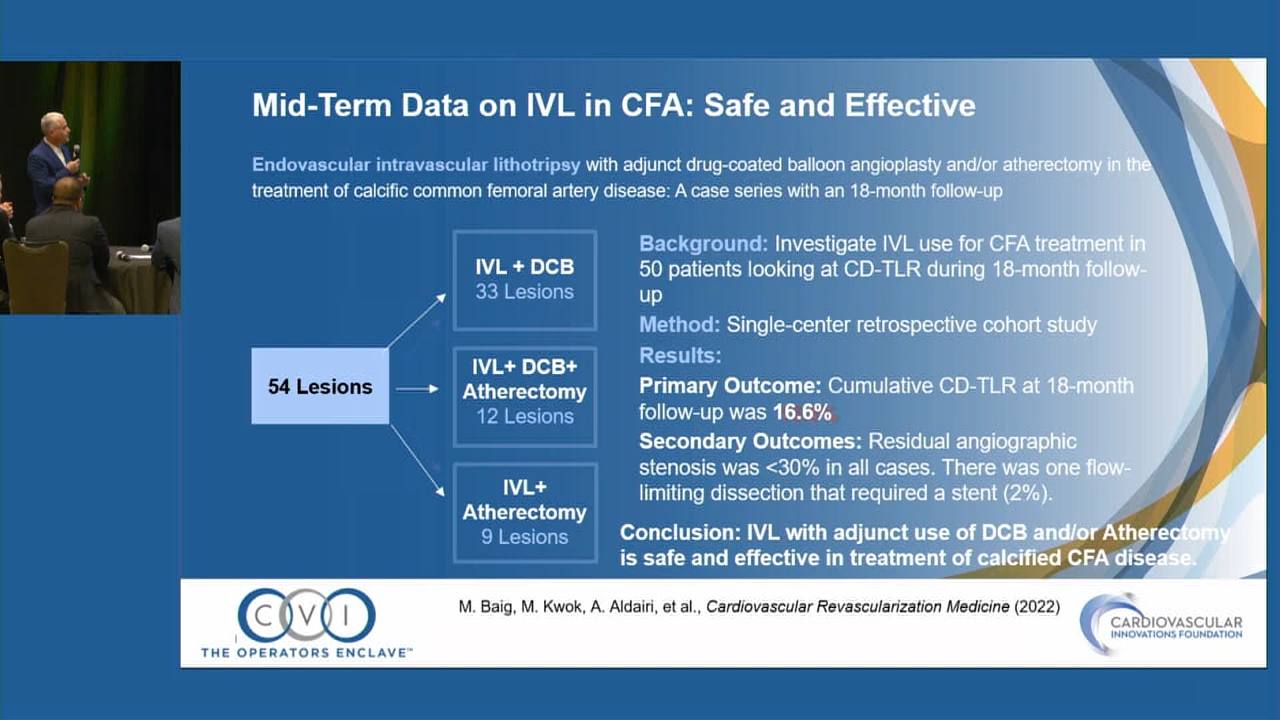 Mid-Term Data on IVL in CFA: Safe and Effective
Endovascular intravascular lithotripsy with adjunct drug-coated balloon angioplasty and/or atherectomy in the
treatment of calcific common femoral artery disease: A case series with an 18-month follow-up
54 Lesions
IVL + DCB
33 Lesions
IVL+ DCB+
Atherectomy
12 Lesions
IVL+
Atherectomy
9 Lesions
Background: Investigate IVL use for CFA treatment in
50 patients looking at CD-TLR during 18-month follow-
up
Method: Single-center retrospective cohort study
Results:
Primary Outcome: Cumulative CD-TLR at 18-month
follow-up was 16.6%
Secondary Outcomes: Residual angiographic
stenosis was <30% in all cases. There was one flow-
limiting dissection that required a stent (2%).
Conclusion: IVL with adjunct use of DCB and/or Atherectomy
is safe and effective in treatment of calcified CFA disease.
CVI
THE OPERATORS ENCLAVE™
M. Baig, M. Kwok, A. Aldairi, et al., Cardiovascular Revascularization Medicine (2022)
CARDIOVASCULAR
INNOVATIONS FOUNDATION